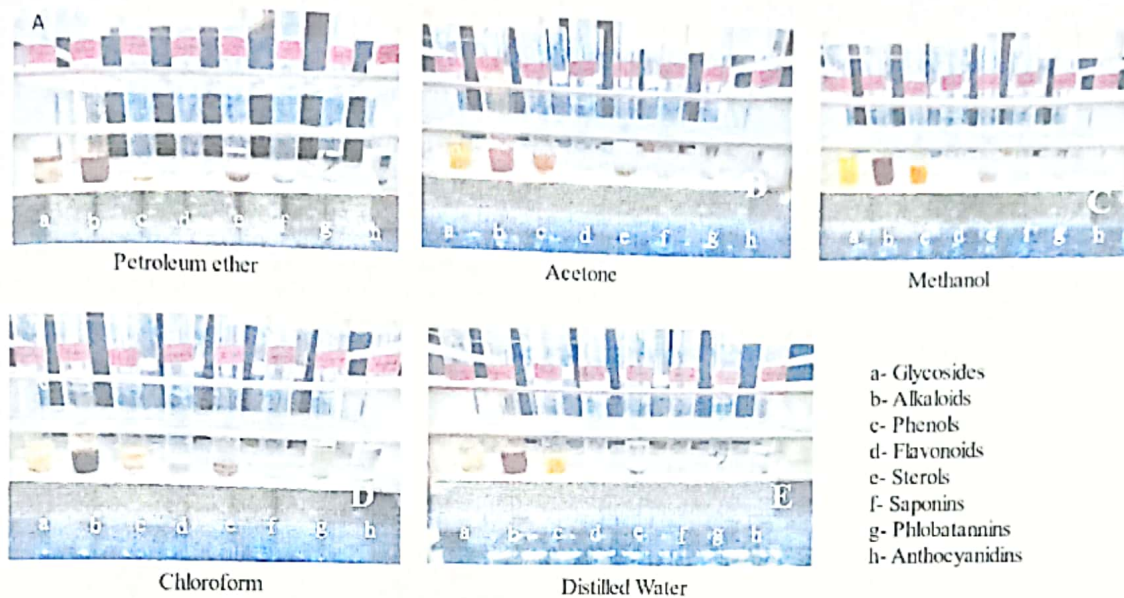 A
a b c d e f g h
Petroleum ether
a b c d e f g h
Acetone
C
a b c d e f g h
Methanol
D
a b c d e f g h
Chloroform
E
a b c d e f g h
Distilled Water
a- Glycosides
b- Alkaloids
c- Phenols
d- Flavonoids
e- Sterols
f- Saponins
g- Phlobatannins
h- Anthocyanidins